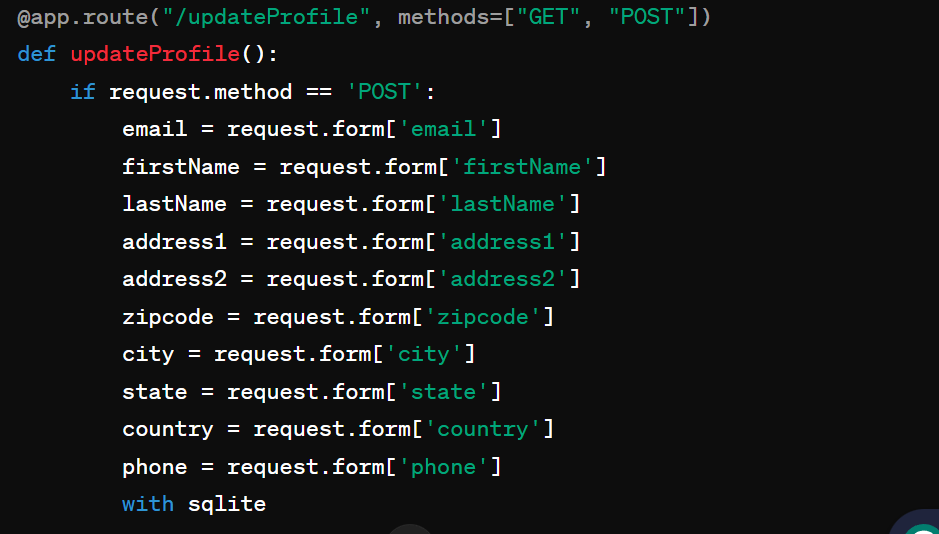 @app.route("/updateProfile", methods=["GET", "POST"])
def updateProfile():
    if request.method == 'POST':
        email = request.form['email']
        firstName = request.form['firstName']
        lastName = request.form['lastName']
        address1 = request.form['address1']
        address2 = request.form['address2']
        zipcode = request.form['zipcode']
        city = request.form['city']
        state = request.form['state']
        country = request.form['country']
        phone = request.form['phone']
        with sqlite